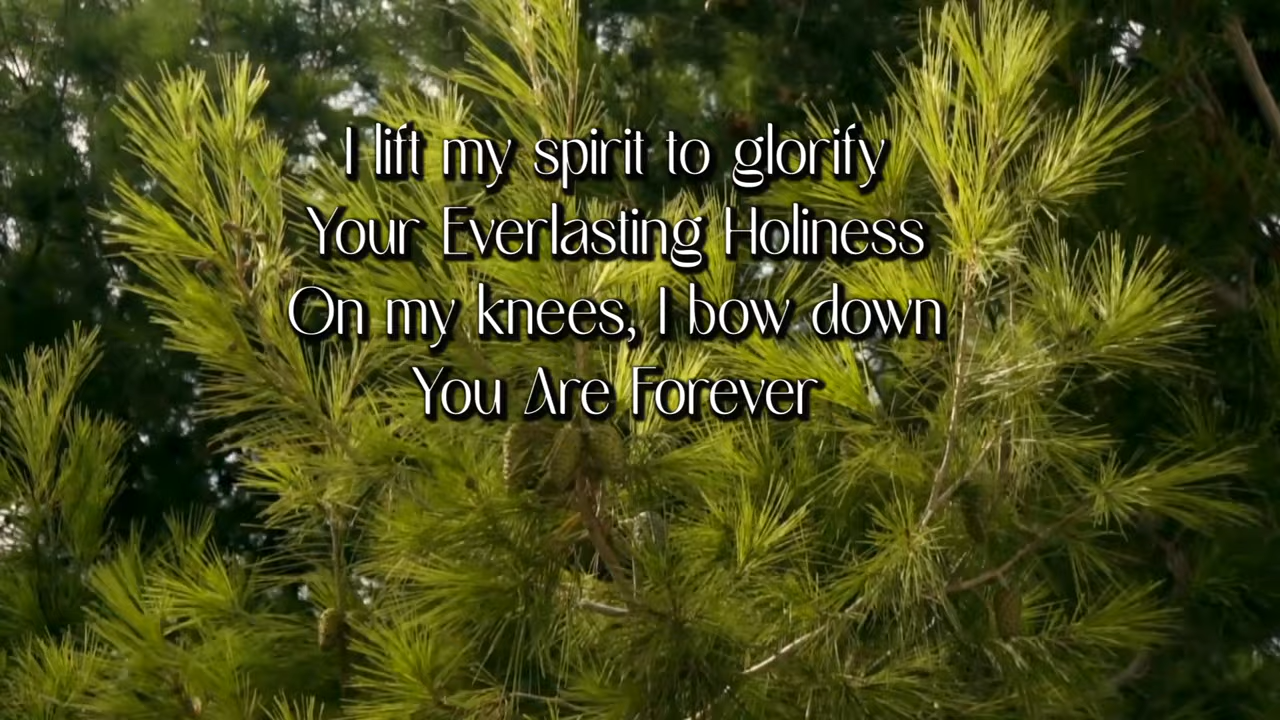 I lift my spirit to glorify
Your Everlasting Holiness
On my knees, I bow down
You Are Forever